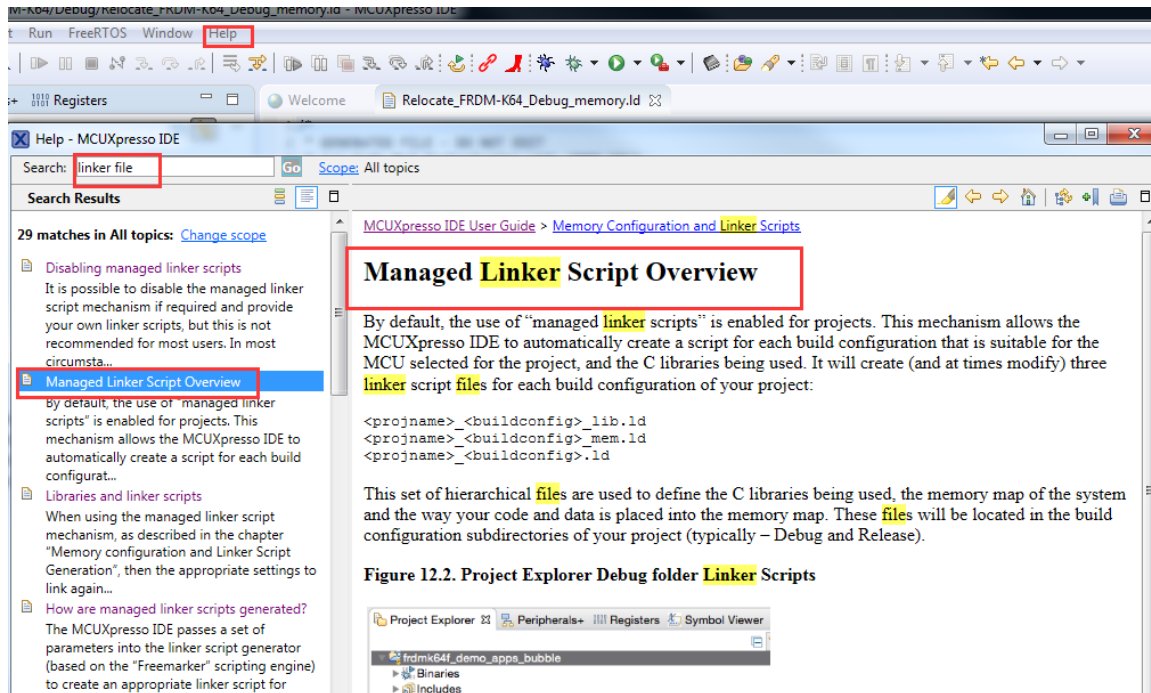 M-K64/Debug/Relocate_FRDM-K64_Debug_memory.ld - MCUXpresso IDE
t Run FreeRTOS Window Help
s+ Registers
Welcome
Relocate_FRDM-K64_Debug_memory.ld
Help - MCUXpresso IDE
Search: linker file Go Scope: All topics
Search Results
29 matches in All topics: Change scope
Disabling managed linker scripts
It is possible to disable the managed linker
script mechanism if required and provide
your own linker scripts, but this is not
recommended for most users. In most
circumsta...
Managed Linker Script Overview
By default, the use of "managed linker
scripts" is enabled for projects. This
mechanism allows the MCUXpresso IDE to
automatically create a script for each build
configurat...
Libraries and linker scripts
When using the managed linker script
mechanism, as described in the chapter
"Memory configuration and Linker Script
Generation", then the appropriate settings to
link again...
How are managed linker scripts generated?
The MCUXpresso IDE passes a set of
parameters into the linker script generator
(based on the "Freemarker" scripting engine)
to create an appropriate linker script for
MCUXpresso IDE User Guide > Memory Configuration and Linker Scripts
Managed Linker Script Overview
By default, the use of “managed linker scripts” is enabled for projects. This mechanism allows the
MCUXpresso IDE to automatically create a script for each build configuration that is suitable for the
MCU selected for the project, and the C libraries being used. It will create (and at times modify) three
linker script files for each build configuration of your project:
<projname>_<buildconfig>_lib.ld
<projname>_<buildconfig>_mem.ld
<projname>_<buildconfig>.ld
This set of hierarchical files are used to define the C libraries being used, the memory map of the system
and the way your code and data is placed into the memory map. These files will be located in the build
configuration subdirectories of your project (typically – Debug and Release).
Figure 12.2. Project Explorer Debug folder Linker Scripts
Project Explorer Peripherals+ Registers Symbol Viewer
frdmk64f_demo_apps_bubble
Binaries
Includes